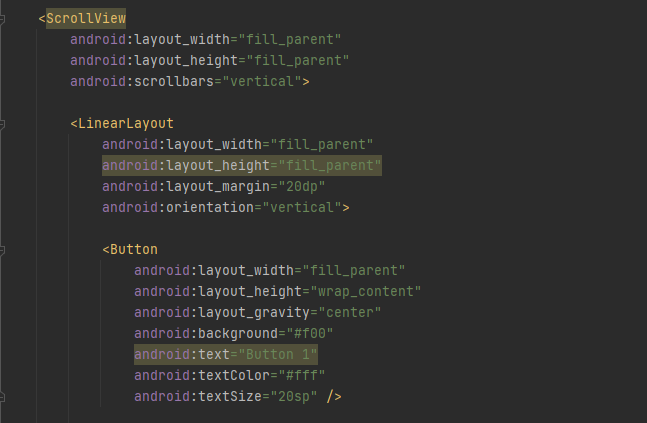 <ScrollView
android:layout_width="fill_parent"
android:layout_height="fill_parent"
android:scrollbars="vertical">
<LinearLayout
android:layout_width="fill_parent"
android:layout_height="fill_parent"
android:layout_margin="20dp"
android:orientation="vertical">
<Button
android:layout_width="fill_parent"
android:layout_height="wrap_content"
android:layout_gravity="center"
android:background="#f00"
android:text="Button 1"
android:textColor="#fff"
android:textSize="20sp" />